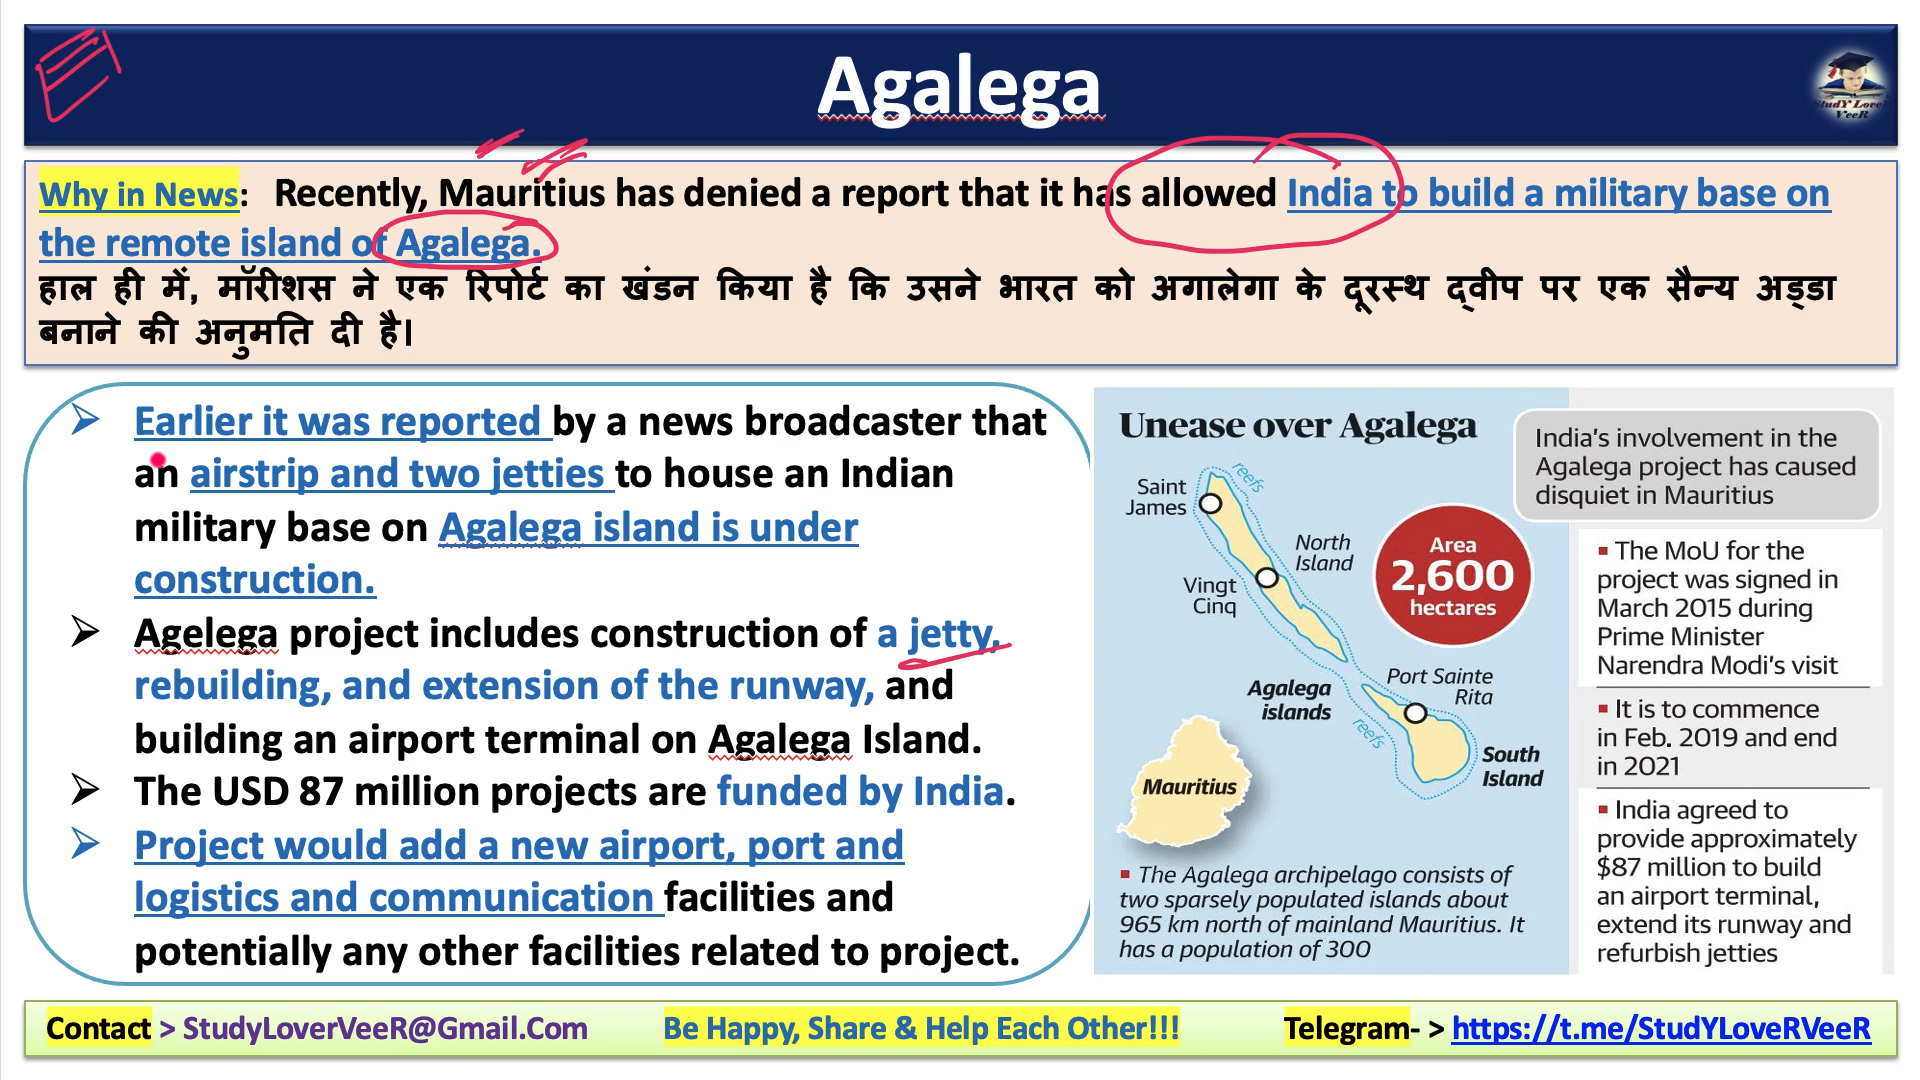 Agalega
StudY LoveR
VeeR
Why in News: Recently, Mauritius has denied a report that it has allowed India to build a military base on
the remote island of Agalega.
हाल ही में, मॉरीशस ने एक रिपोर्ट का खंडन किया है कि उसने भारत को अगालेगा के दूरस्थ द्वीप पर एक सैन्य अड्डा
बनाने की अनुमति दी है।
Earlier it was reported by a news broadcaster that
an airstrip and two jetties to house an Indian
military base on Agalega island is under
construction.
Agelega project includes construction of a jetty,
rebuilding, and extension of the runway, and
building an airport terminal on Agalega Island.
The USD 87 million projects are funded by India.
Project would add a new airport, port and
logistics and communication facilities and
potentially any other facilities related to project.
Unease over Agalega
Saint
James
reefs
North
Island
Vingt
Cinq
Area
2,600
hectares
Agalega
islands
Port Sainte
Rita
reefs
South
Island
Mauritius
The Agalega archipelago consists of
two sparsely populated islands about
965 km north of mainland Mauritius. It
has a population of 300
India's involvement in the
Agalega project has caused
disquiet in Mauritius
The MoU for the
project was signed in
March 2015 during
Prime Minister
Narendra Modi's visit
It is to commence
in Feb. 2019 and end
in 2021
India agreed to
provide approximately
$87 million to build
an airport terminal,
extend its runway and
refurbish jetties
Contact > StudyLoverVeeR@Gmail.Com Be Happy, Share & Help Each Other!!! Telegram- > https://t.me/StudYLoveRVeeR